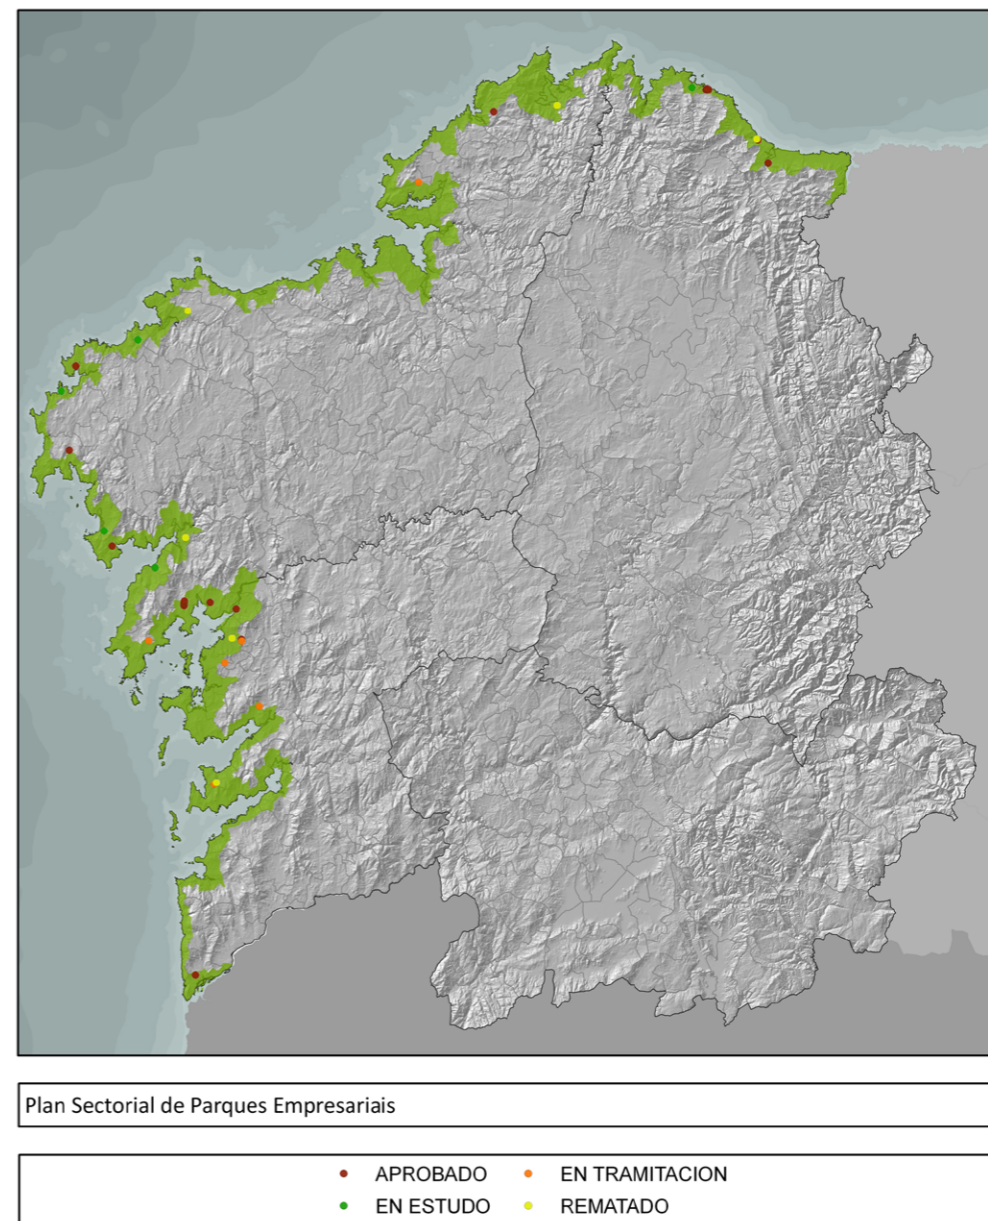 Plan Sectorial de Parques Empresariais
APROBADO EN TRAMITACION
EN ESTUDO REMATADO